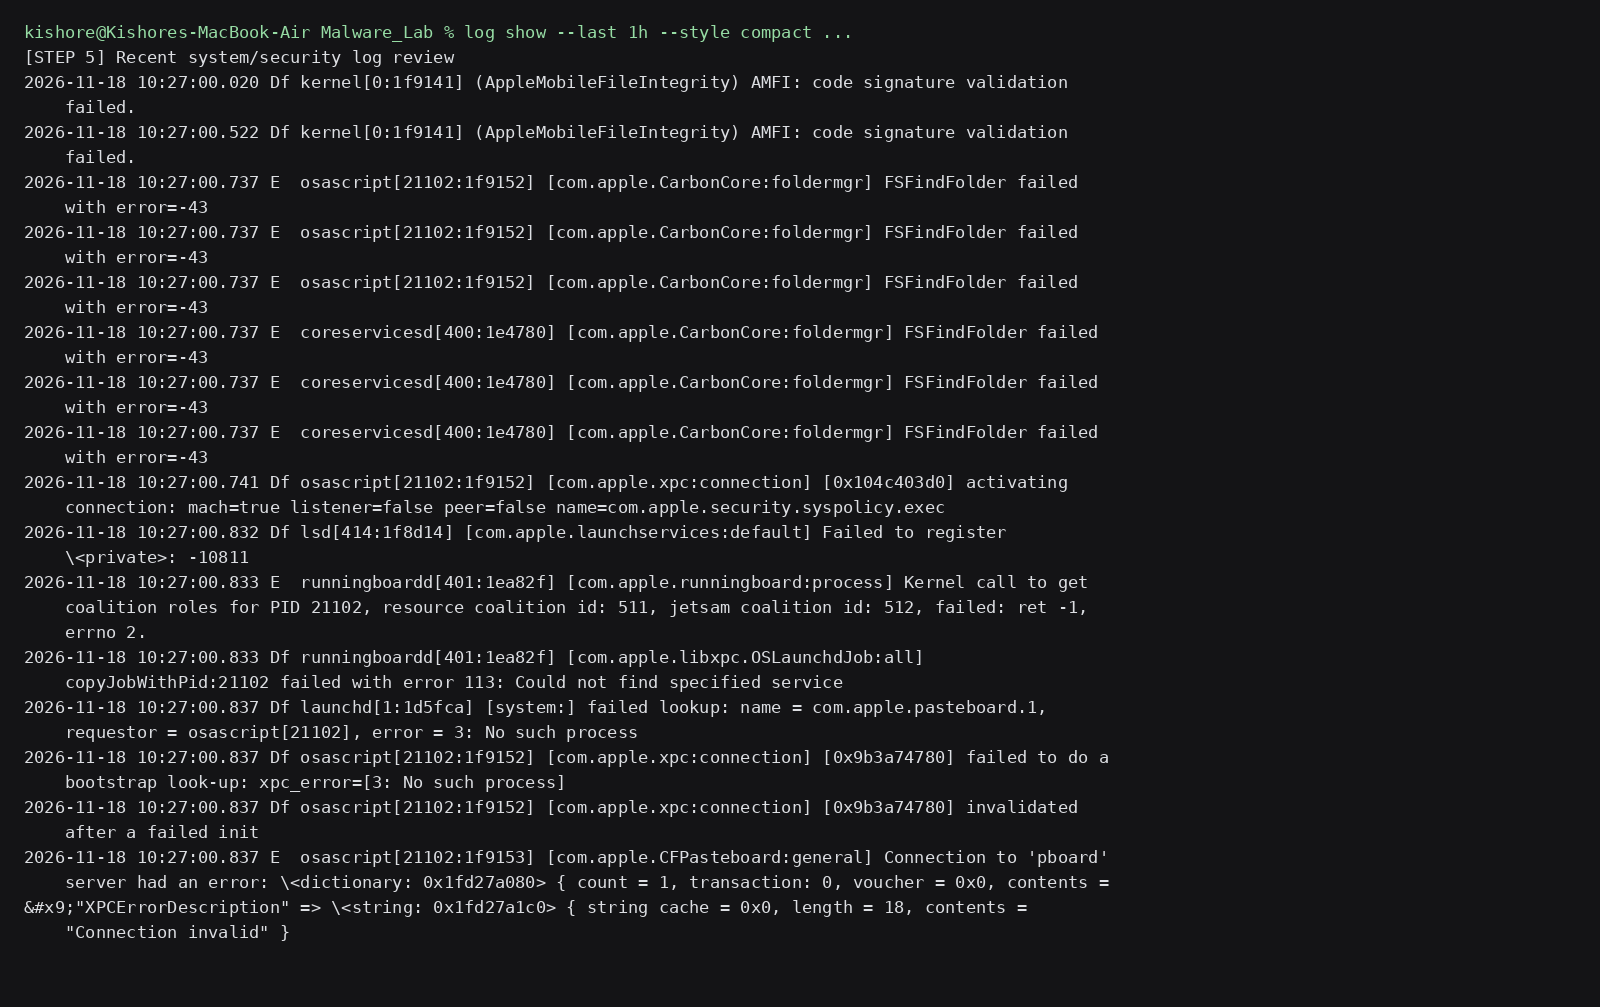 kishore@Kishores-MacBook-Air Malware_Lab % log show --last 1h --style compact ...
[STEP 5] Recent system/security log review
2026-11-18 10:27:00.020 Df kernel[0:1f9141] (AppleMobileFileIntegrity) AMFI: code signature validation
    failed.
2026-11-18 10:27:00.522 Df kernel[0:1f9141] (AppleMobileFileIntegrity) AMFI: code signature validation
    failed.
2026-11-18 10:27:00.737 E  osascript[21102:1f9152] [com.apple.CarbonCore:foldermgr] FSFindFolder failed
    with error=-43
2026-11-18 10:27:00.737 E  osascript[21102:1f9152] [com.apple.CarbonCore:foldermgr] FSFindFolder failed
    with error=-43
2026-11-18 10:27:00.737 E  osascript[21102:1f9152] [com.apple.CarbonCore:foldermgr] FSFindFolder failed
    with error=-43
2026-11-18 10:27:00.737 E  coreservicesd[400:1e4780] [com.apple.CarbonCore:foldermgr] FSFindFolder failed
    with error=-43
2026-11-18 10:27:00.737 E  coreservicesd[400:1e4780] [com.apple.CarbonCore:foldermgr] FSFindFolder failed
    with error=-43
2026-11-18 10:27:00.737 E  coreservicesd[400:1e4780] [com.apple.CarbonCore:foldermgr] FSFindFolder failed
    with error=-43
2026-11-18 10:27:00.741 Df osascript[21102:1f9152] [com.apple.xpc:connection] [0x104c403d0] activating
    connection: mach=true listener=false peer=false name=com.apple.security.syspolicy.exec
2026-11-18 10:27:00.832 Df lsd[414:1f8d14] [com.apple.launchservices:default] Failed to register
    \<private>: -10811
2026-11-18 10:27:00.833 E  runningboardd[401:1ea82f] [com.apple.runningboard:process] Kernel call to get
    coalition roles for PID 21102, resource coalition id: 511, jetsam coalition id: 512, failed: ret -1,
    errno 2.
2026-11-18 10:27:00.833 Df runningboardd[401:1ea82f] [com.apple.libxpc.OSLaunchdJob:all]
    copyJobWithPid:21102 failed with error 113: Could not find specified service
2026-11-18 10:27:00.837 Df launchd[1:1d5fca] [system:] failed lookup: name = com.apple.pasteboard.1,
    requestor = osascript[21102], error = 3: No such process
2026-11-18 10:27:00.837 Df osascript[21102:1f9152] [com.apple.xpc:connection] [0x9b3a74780] failed to do a
    bootstrap look-up: xpc_error=[3: No such process]
2026-11-18 10:27:00.837 Df osascript[21102:1f9152] [com.apple.xpc:connection] [0x9b3a74780] invalidated
    after a failed init
2026-11-18 10:27:00.837 E  osascript[21102:1f9153] [com.apple.CFPasteboard:general] Connection to 'pboard'
    server had an error: \<dictionary: 0x1fd27a080> { count = 1, transaction: 0, voucher = 0x0, contents =
&#x9;"XPCErrorDescription" => \<string: 0x1fd27a1c0> { string cache = 0x0, length = 18, contents =
    "Connection invalid" }